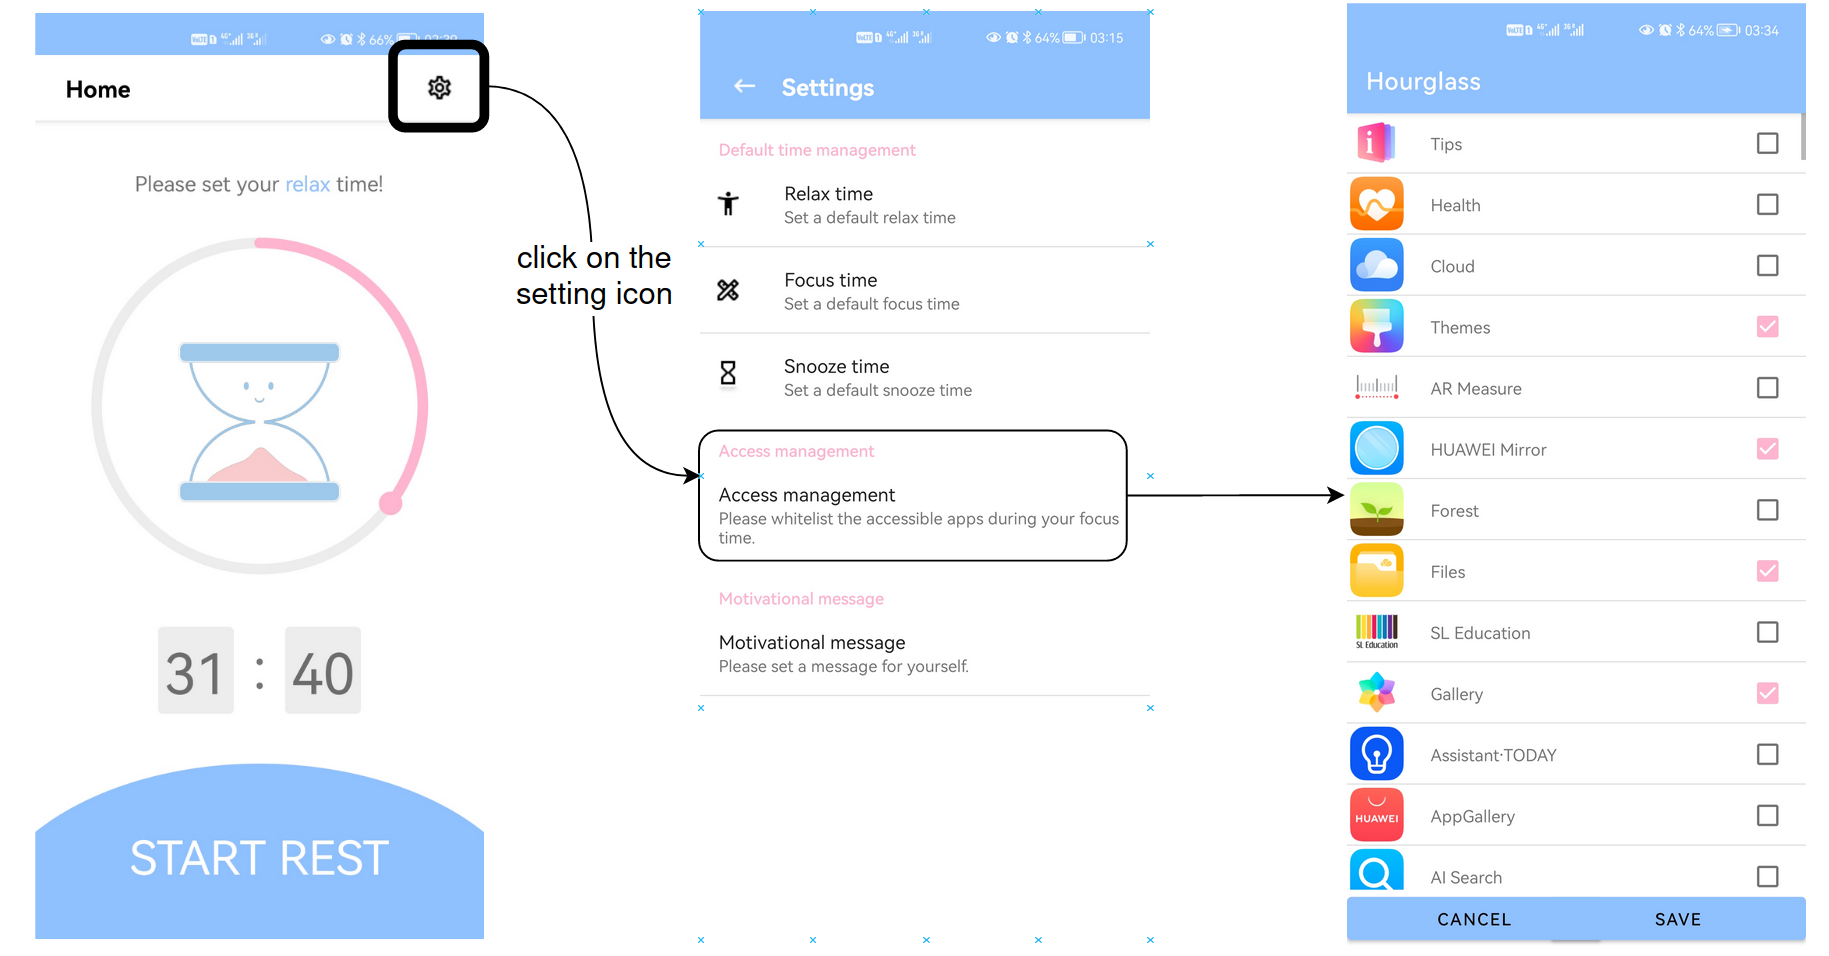 66%
Home
Please set your relax time!
31 : 40
START REST
click on the
setting icon
64% 03:15
Settings
Default time management
Relax time
Set a default relax time
Focus time
Set a default focus time
Snooze time
Set a default snooze time
Access management
Access management
Please whitelist the accessible apps during your focus
time.
Motivational message
Motivational message
Please set a message for yourself.
64% 03:34
Hourglass
Tips
Health
Cloud
Themes
AR Measure
HUAWEI Mirror
Forest
Files
SL Education
SL Education
Gallery
Assistant·TODAY
HUAWEI
AppGallery
AI Search
CANCEL
SAVE